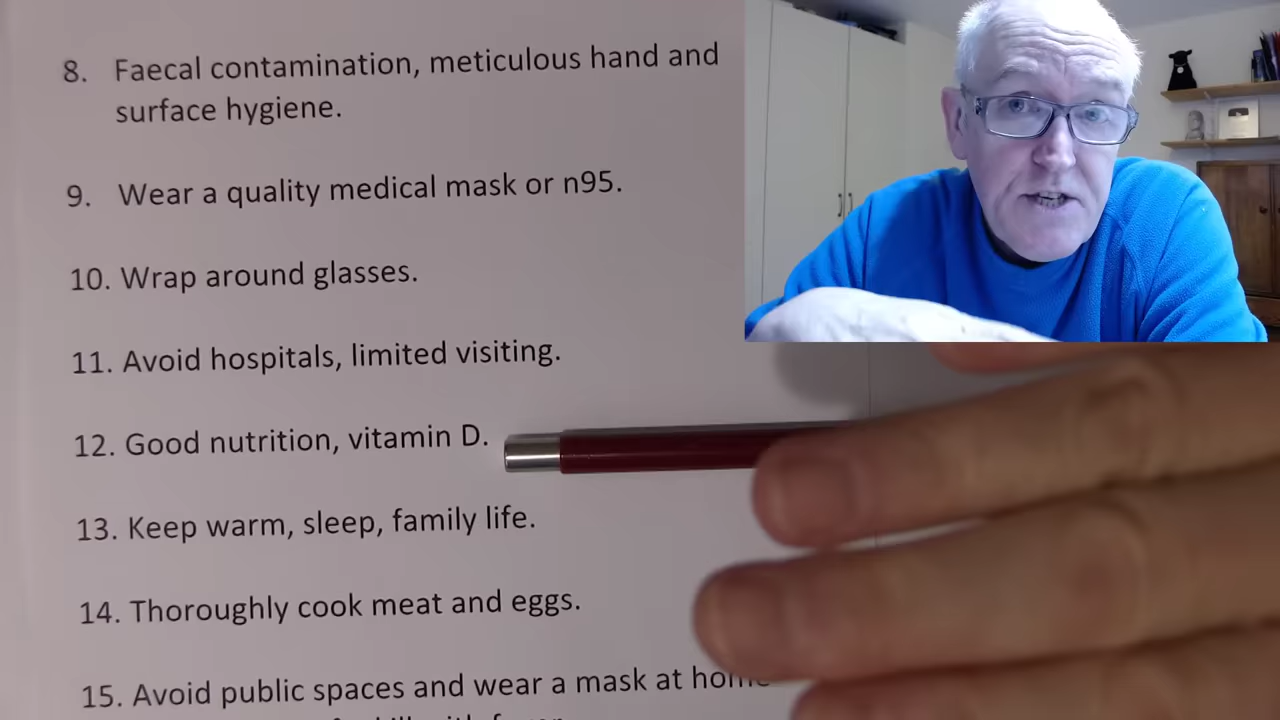 8. Faecal contamination, meticulous hand and
surface hygiene.
9. Wear a quality medical mask or n95.
10. Wrap around glasses.
11. Avoid hospitals, limited visiting.
12. Good nutrition, vitamin D.
13. Keep warm, sleep, family life.
14. Thoroughly cook meat and eggs.
15. Avoid public spaces and wear a mask at home